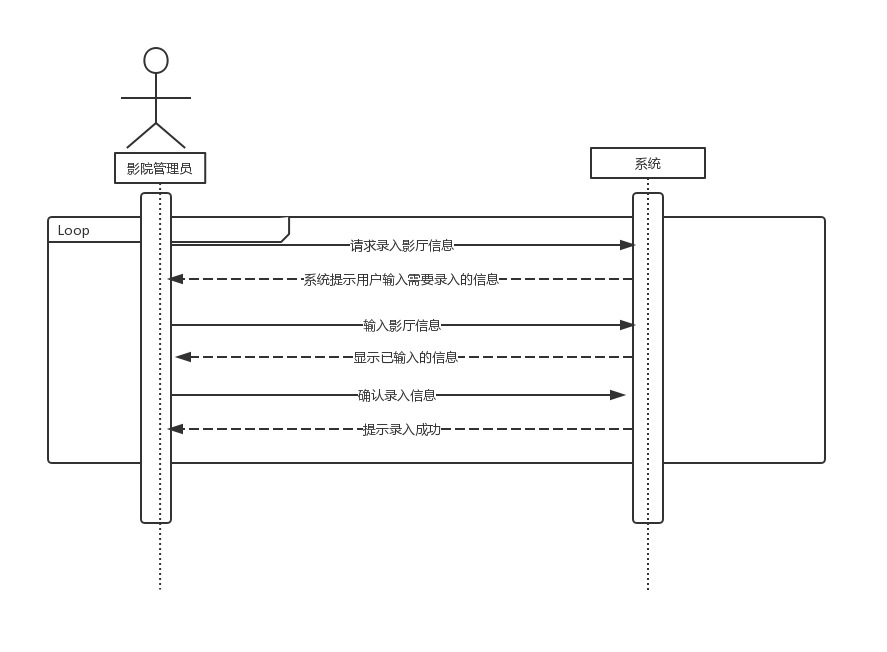 影院管理员
系统
Loop
请求录入影厅信息
系统提示用户输入需要录入的信息
输入影厅信息
显示已输入的信息
确认录入信息
提示录入成功